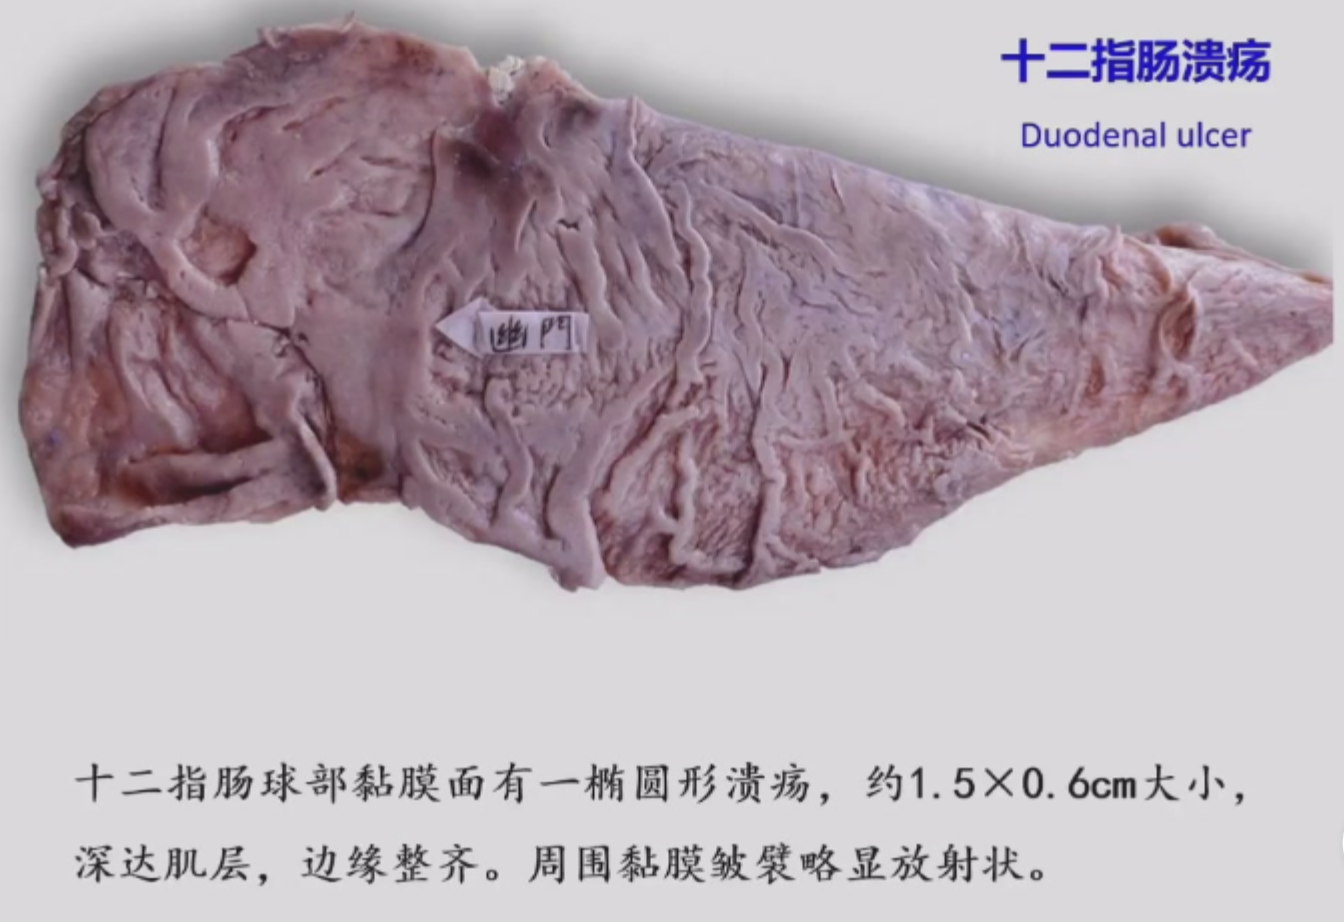 十二指肠溃疡
Duodenal ulcer
幽門
十二指肠球部黏膜面有一椭圆形溃疡，约1.5×0.6cm大小，
深达肌层，边缘整齐。周围黏膜皱襞略显放射状。